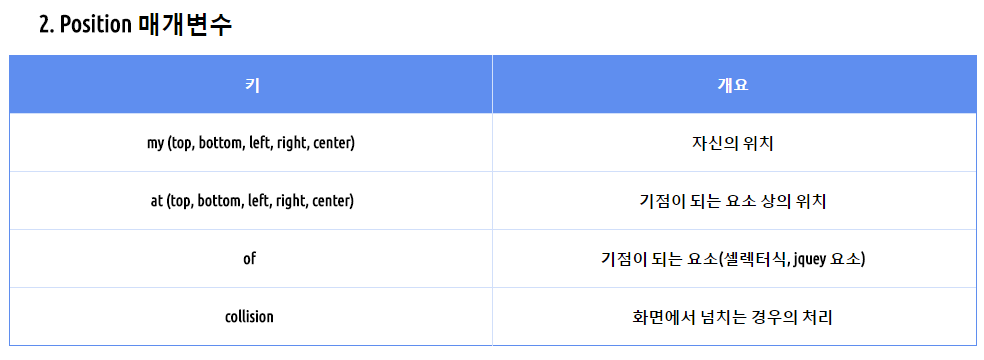 2. Position 매개변수
키 개요
my (top, bottom, left, right, center) 자신의 위치
at (top, bottom, left, right, center) 기점이 되는 요소 상의 위치
of 기점이 되는 요소(셀렉터식, jquey 요소)
collision 화면에서 넘치는 경우의 처리